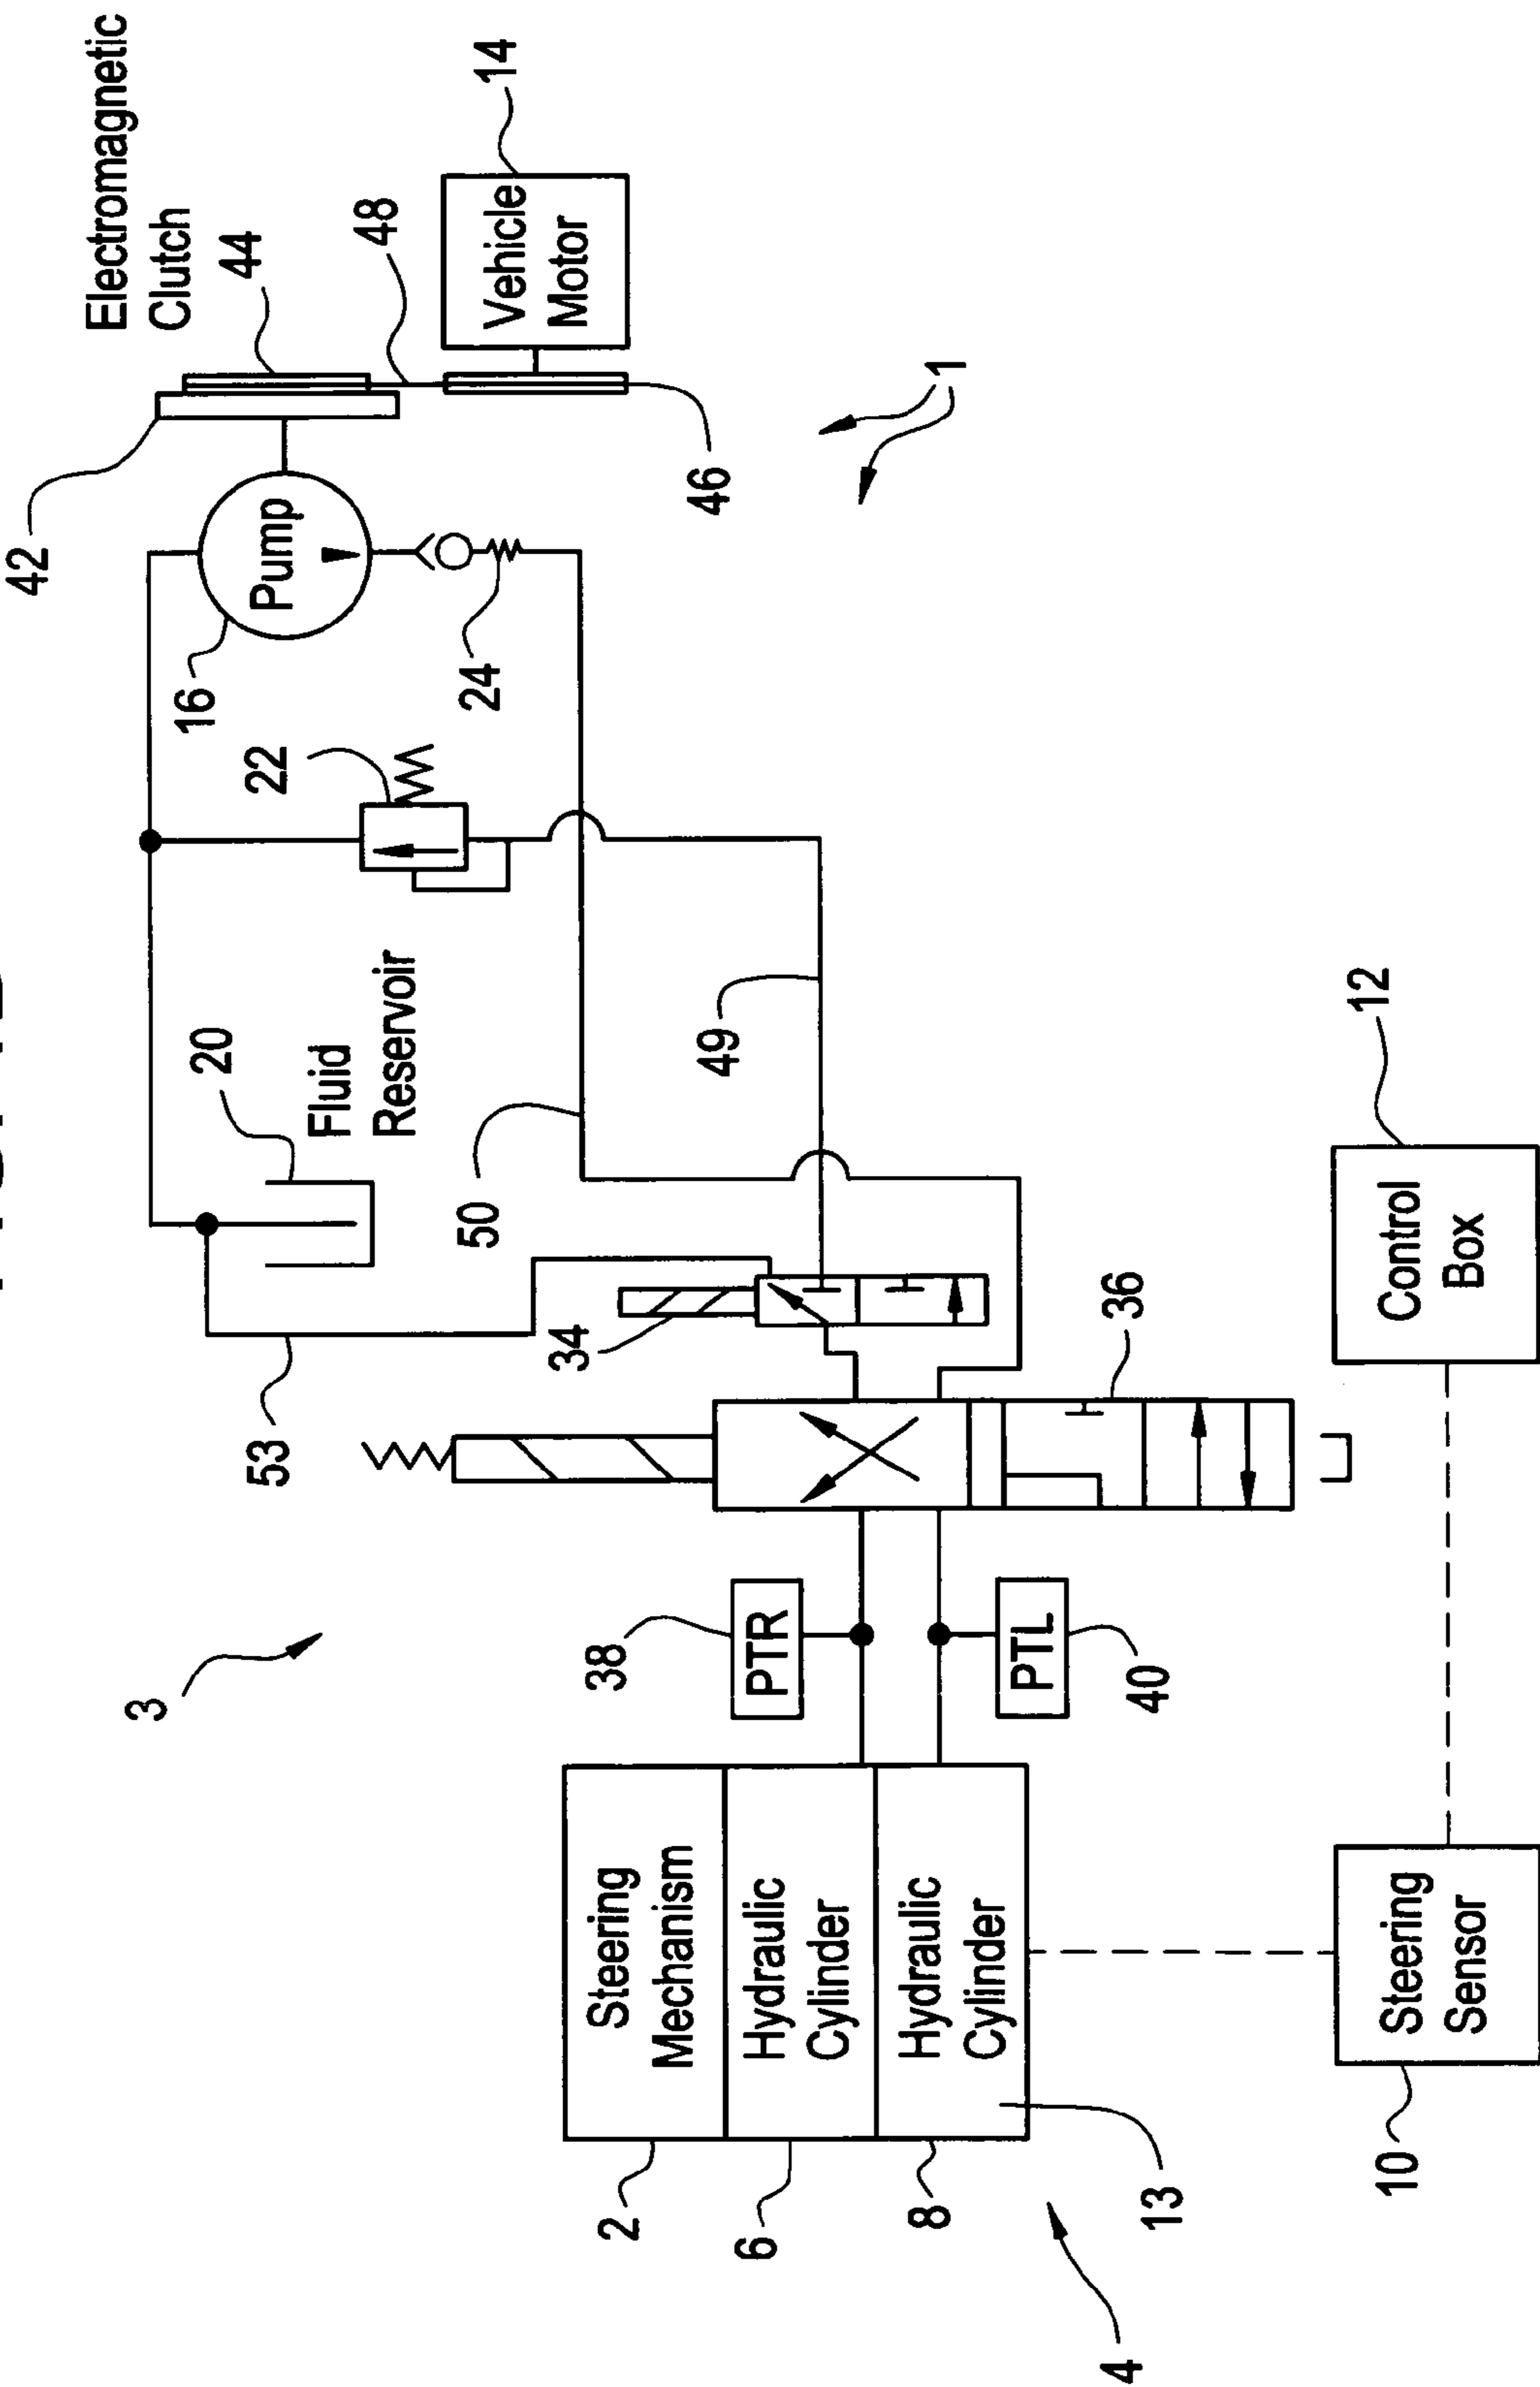 Electromagnetic
Clutch
42
44
48
14
Vehicle
Motor
16
Pump
46
1
24
22
20
Fluid
Reservoir
49
50
12
Control
Box
53
34
36
3
38
PTR
PTL
40
Steering
Mechanism
Hydraulic
Cylinder
Hydraulic
Cylinder
Steering
Sensor
2
6
8
13
10
4